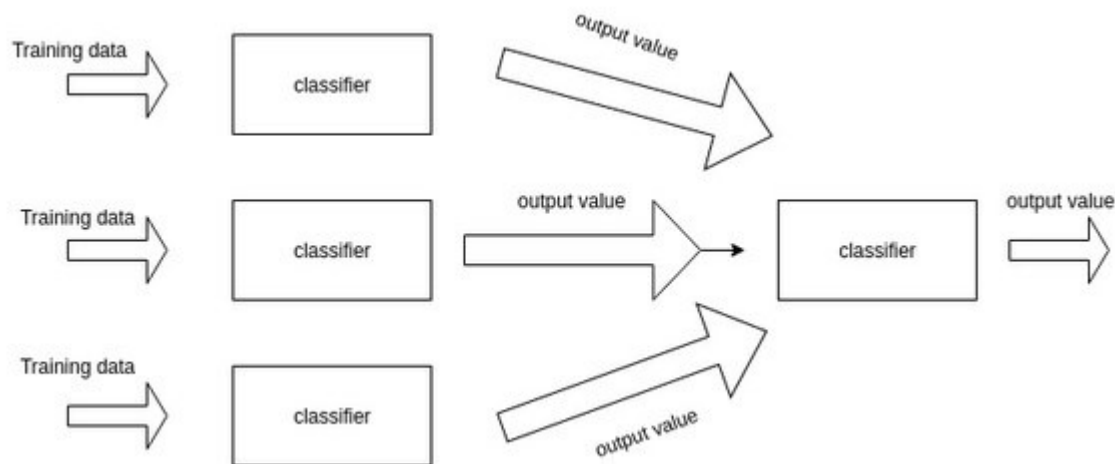 output value
Training data
classifier
output value
output value
Training data
classifier
classifier
Training data
classifier
output value